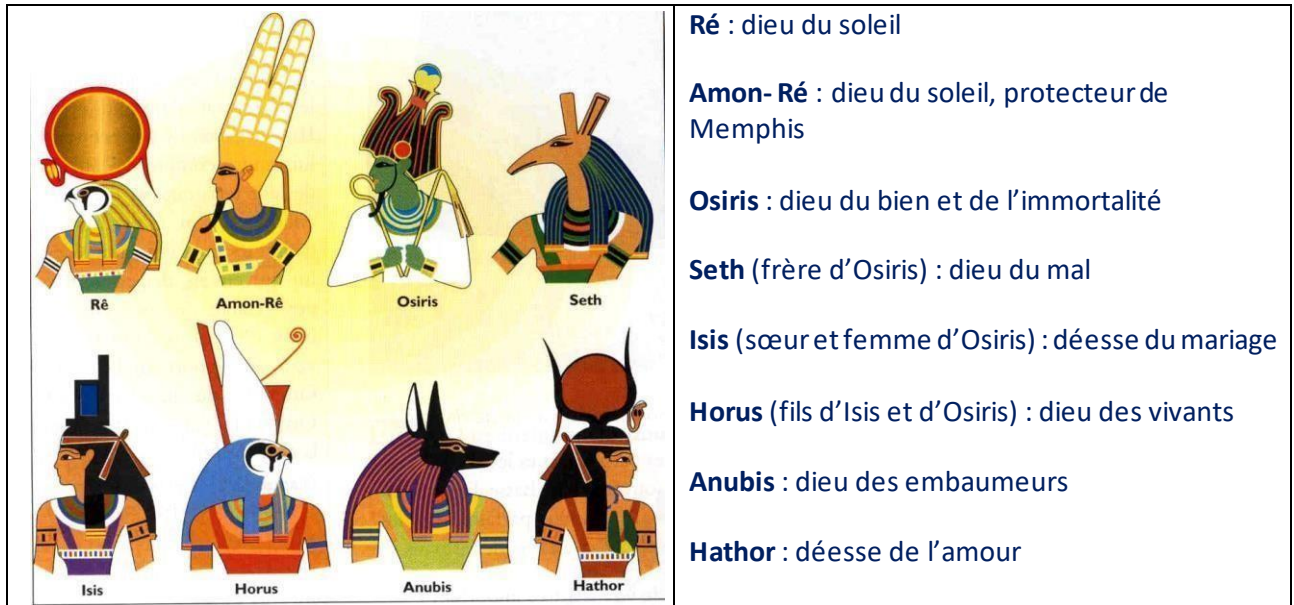 Rê
Amon-Rê
Osiris
Seth
Isis
Horus
Anubis
Hathor
Ré : dieu du soleil
Amon- Ré : dieu du soleil, protecteur de
Memphis
Osiris : dieu du bien et de l’immortalité
Seth (frère d’Osiris) : dieu du mal
Isis (sœur et femme d’Osiris) : déesse du mariage
Horus (fils d’Isis et d’Osiris) : dieu des vivants
Anubis : dieu des embaumeurs
Hathor : déesse de l’amour